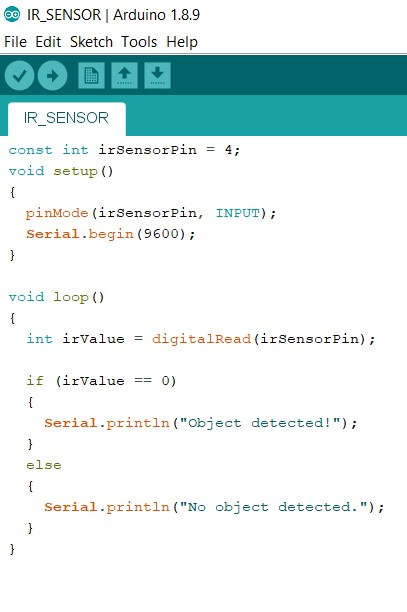 IR_SENSOR | Arduino 1.8.9
File Edit Sketch Tools Help
IR_SENSOR
const int irSensorPin = 4;
void setup()
{
  pinMode(irSensorPin, INPUT);
  Serial.begin(9600);
}

void loop()
{
  int irValue = digitalRead(irSensorPin);

  if (irValue == 0)
  {
    Serial.println("Object detected!");
  }
  else
  {
    Serial.println("No object detected.");
  }
}